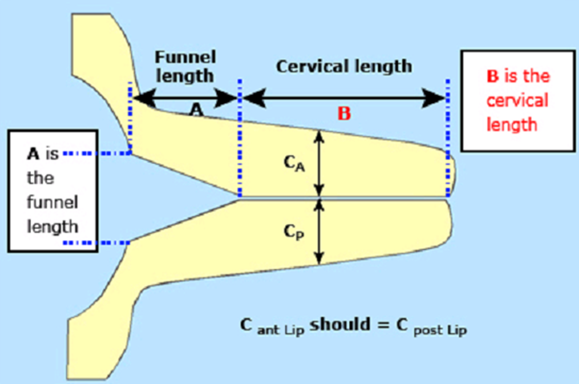 Funnel
length
Cervical length
A
B
B is the
cervical
length
A is
the
funnel
length
CA
CP
C ant Lip should = C post Lip